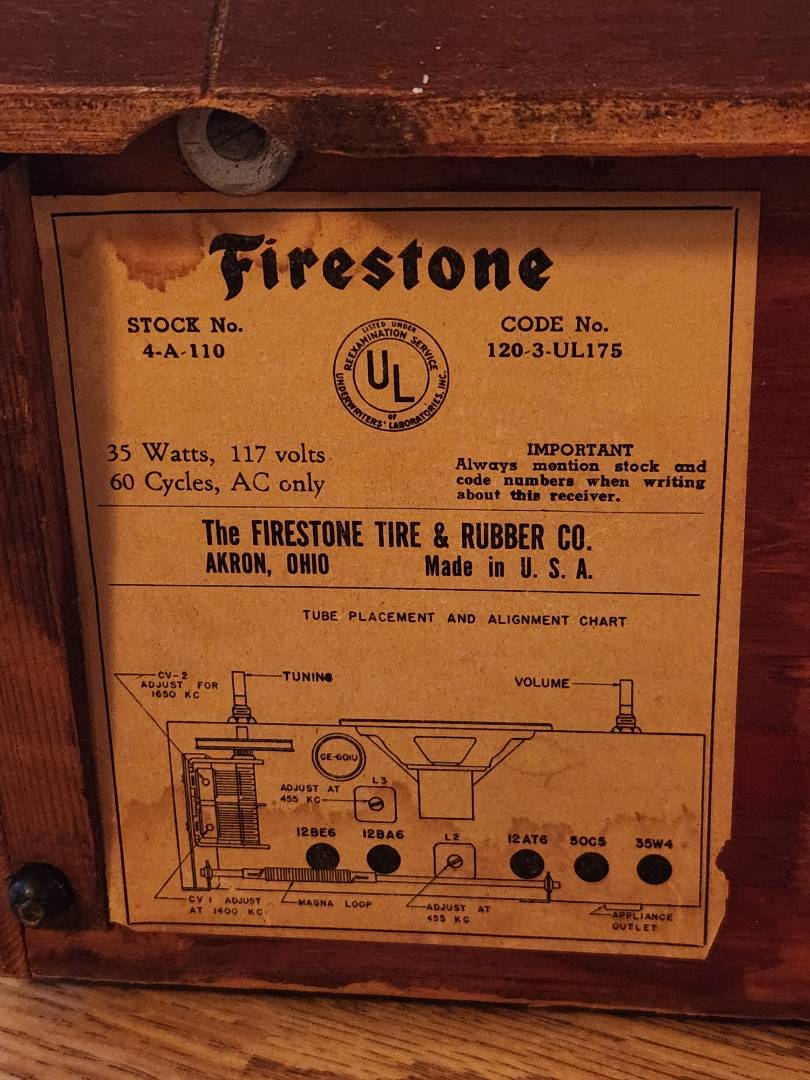 Firestone
STOCK No.
4-A-110
LISTED UNDER
REEXAMINATION SERVICE
UL
OF
UNDERWRITERS' LABORATORIES, INC.
CODE No.
120-3-UL175
35 Watts, 117 volts
60 Cycles, AC only
IMPORTANT
Always mention stock and
code numbers when writing
about this receiver.
The FIRESTONE TIRE & RUBBER CO.
AKRON, OHIO Made in U. S. A.
TUBE PLACEMENT AND ALIGNMENT CHART
CV-2
ADJUST FOR
1650 KC
TUNING
VOLUME
GE-601U
L3
ADJUST AT
455 KC
12BE6
12BA6
L2
12AT6
50C5
35W4
CV 1 ADJUST
AT 1400 KC
MAGNA LOOP
ADJUST AT
455 KC
APPLIANCE
OUTLET